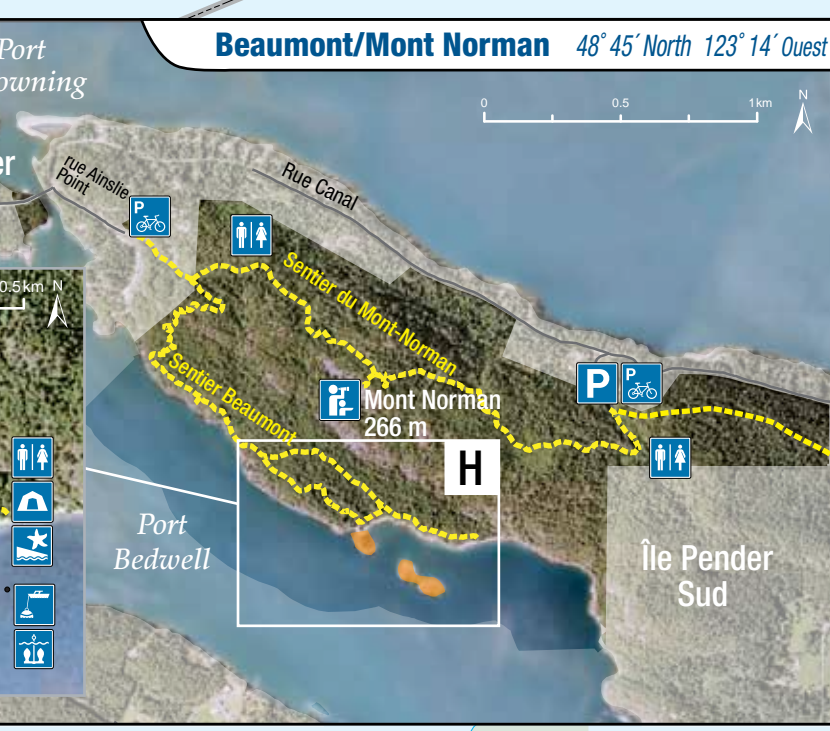 Beaumont/Mont Norman 48˚ 45´ North 123˚ 14´ Ouest
Port
owning
0 0.5 1 km
N
er
rue Ainslie
Point
P
Rue Canal
0.5 km N
Sentier du Mont-Norman
Sentier Beaumont
P P
Mont Norman
266 m
H
Port
Bedwell
Île Pender
Sud